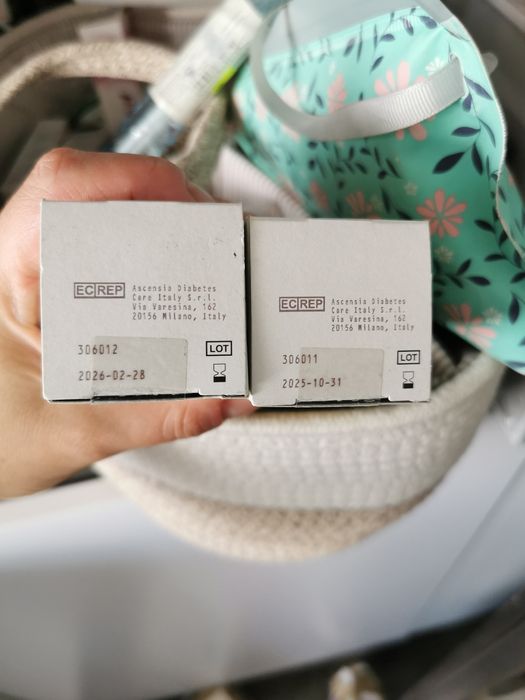 EC REP
Ascensia Diabetes
Care Italy S.r.l.
Via Varesina, 162
20156 Milano, Italy
306012
LOT
2026-02-28
EC REP
Ascensia Diabetes
Care Italy S.r.l.
Via Varesina, 162
20156 Milano, Italy
306011
LOT
2025-10-31